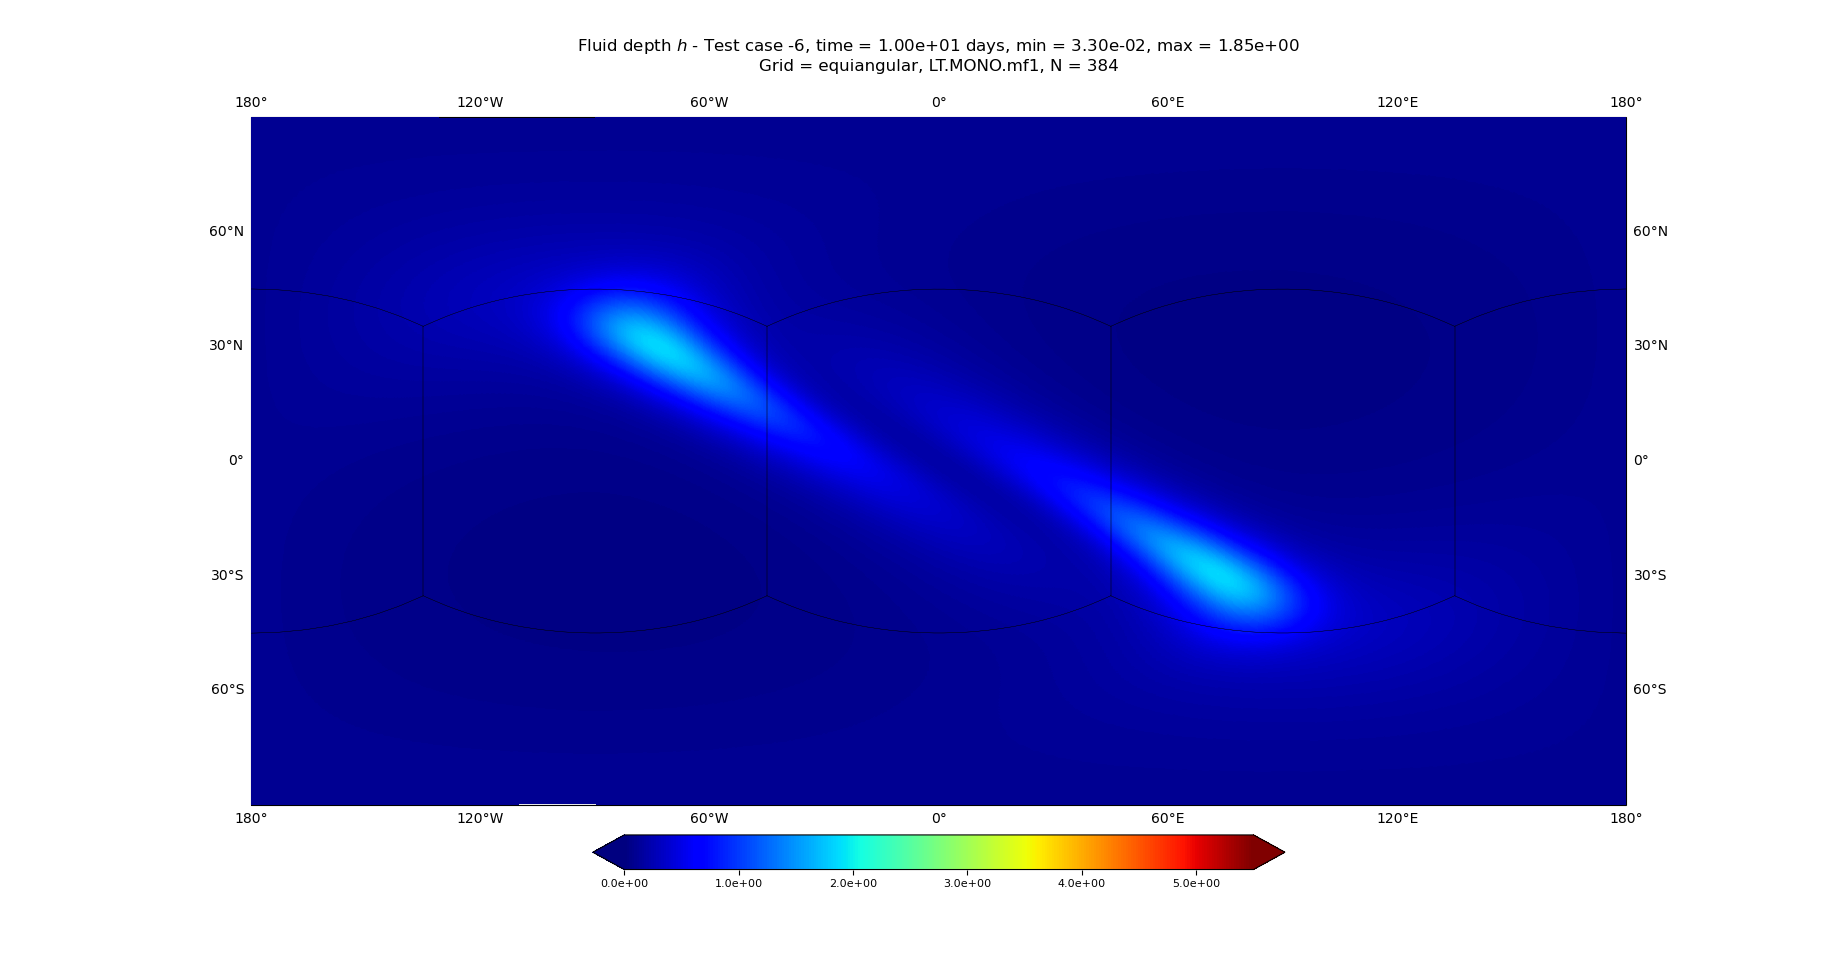 Fluid depth h - Test case -6, time = 1.00e+01 days, min = 3.30e-02, max = 1.85e+00
Grid = equiangular, LT.MONO.mf1, N = 384
180° 120°W 60°W 0° 60°E 120°E 180°
60°N 60°N
30°N 30°N
0° 0°
30°S 30°S
60°S 60°S
180° 120°W 60°W 0° 60°E 120°E 180°
0.0e+00 1.0e+00 2.0e+00 3.0e+00 4.0e+00 5.0e+00